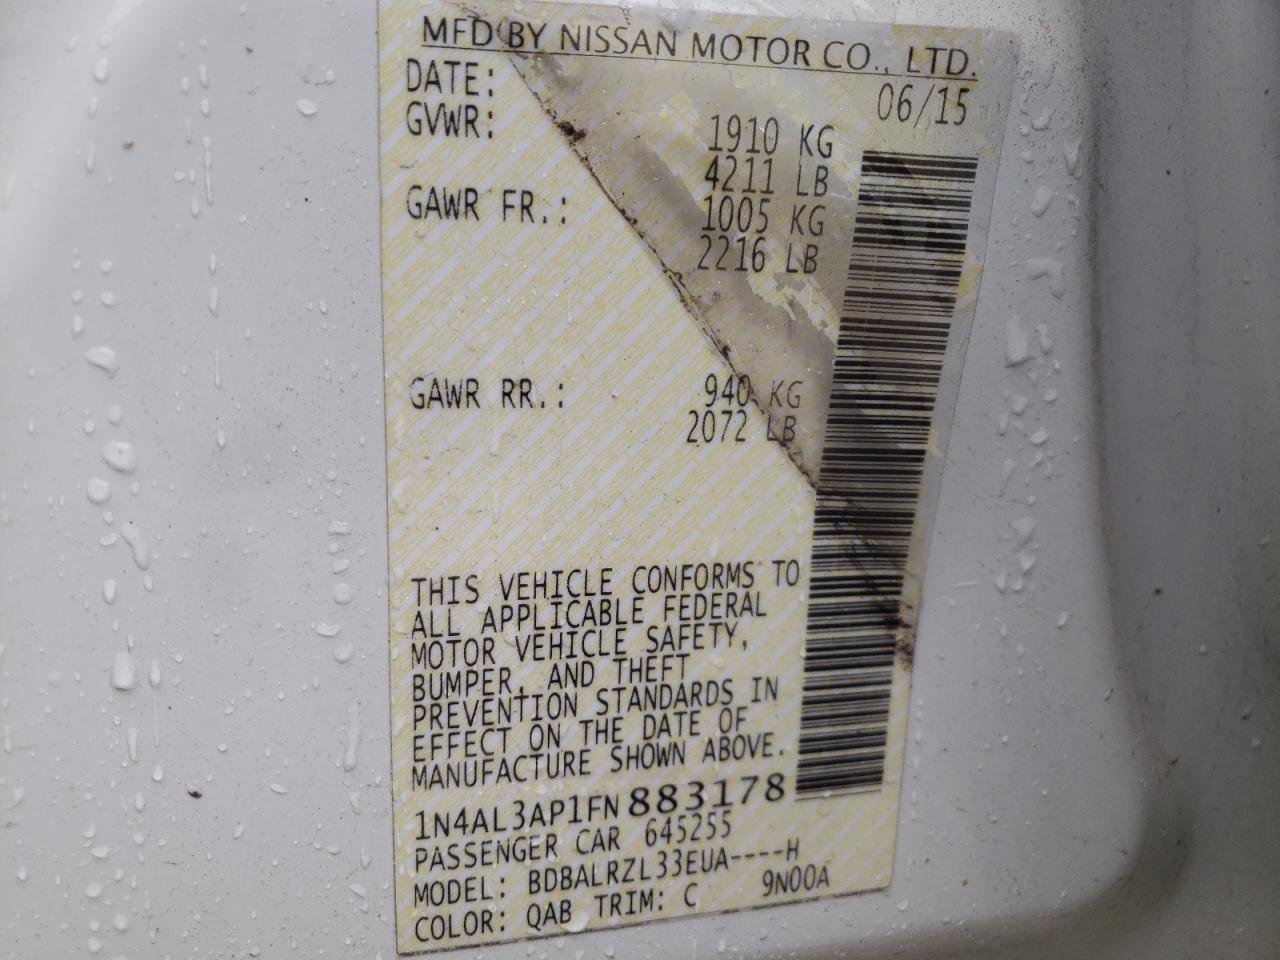 MFD BY NISSAN MOTOR CO., LTD.
DATE: 06/15
GVWR: 1910 KG
4211 LB
GAWR FR.: 1005 KG
2216 LB
GAWR RR.: 940 KG
2072 LB
THIS VEHICLE CONFORMS TO
ALL APPLICABLE FEDERAL
MOTOR VEHICLE SAFETY,
BUMPER, AND THEFT
PREVENTION STANDARDS IN
EFFECT ON THE DATE OF
MANUFACTURE SHOWN ABOVE.
1N4AL3AP1FN883178
PASSENGER CAR 645255
MODEL: BDBALRZL33EUA----H
COLOR: QAB TRIM: C 9N00A